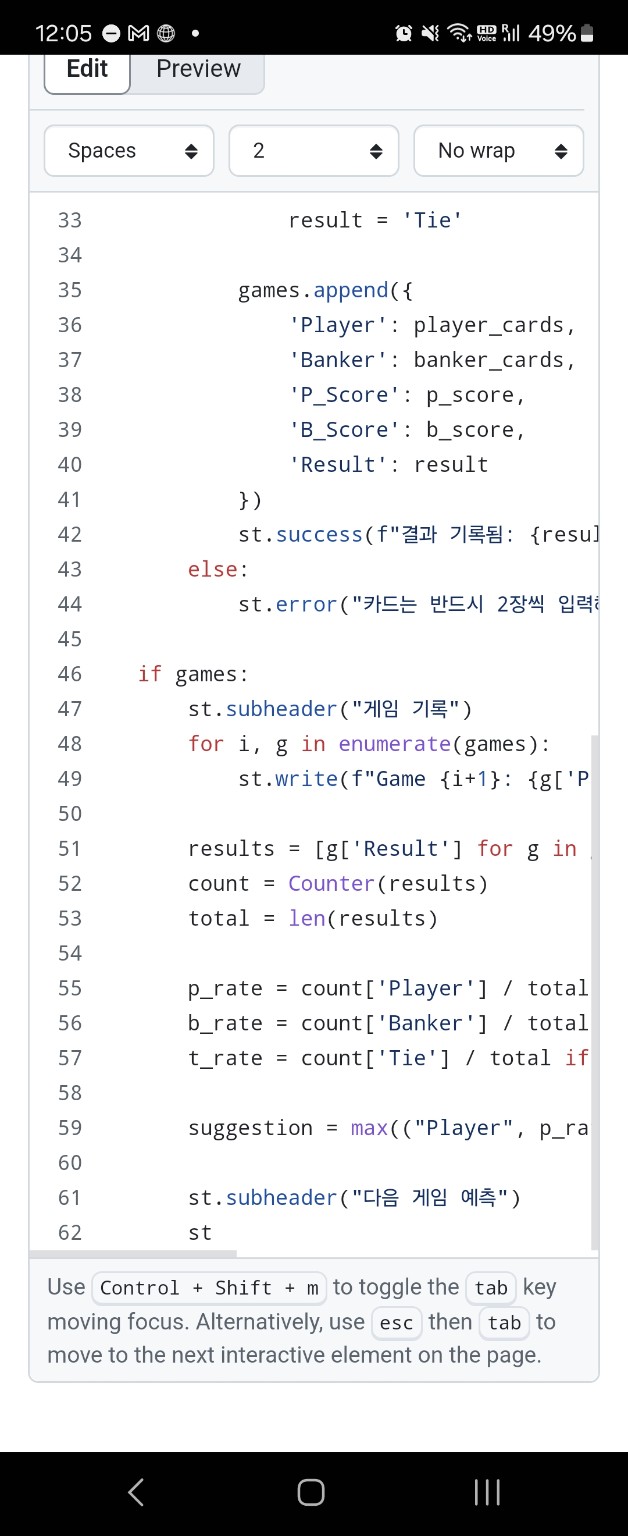 12:05
HD Voice R 49%
Edit Preview
Spaces 2 No wrap
33 result = 'Tie'
34
35 games.append({
36 'Player': player_cards,
37 'Banker': banker_cards,
38 'P_Score': p_score,
39 'B_Score': b_score,
40 'Result': result
41 })
42 st.success(f"결과 기록됨: {resul
43 else:
44 st.error("카드는 반드시 2장씩
45
46 if games:
47 st.subheader("게임 기록")
48 for i, g in enumerate(games):
49 st.write(f"Game {i+1}: {g['P
50
51 results = [g['Result'] for g in
52 count = Counter(results)
53 total = len(results)
54
55 p_rate = count['Player'] / total
56 b_rate = count['Banker'] / total
57 t_rate = count['Tie'] / total if
58
59 suggestion = max(("Player", p_ra
60
61 st.subheader("다음 게임 예측")
62 st
Use Control + Shift + m to toggle the tab key
moving focus. Alternatively, use esc then tab to
move to the next interactive element on the page.